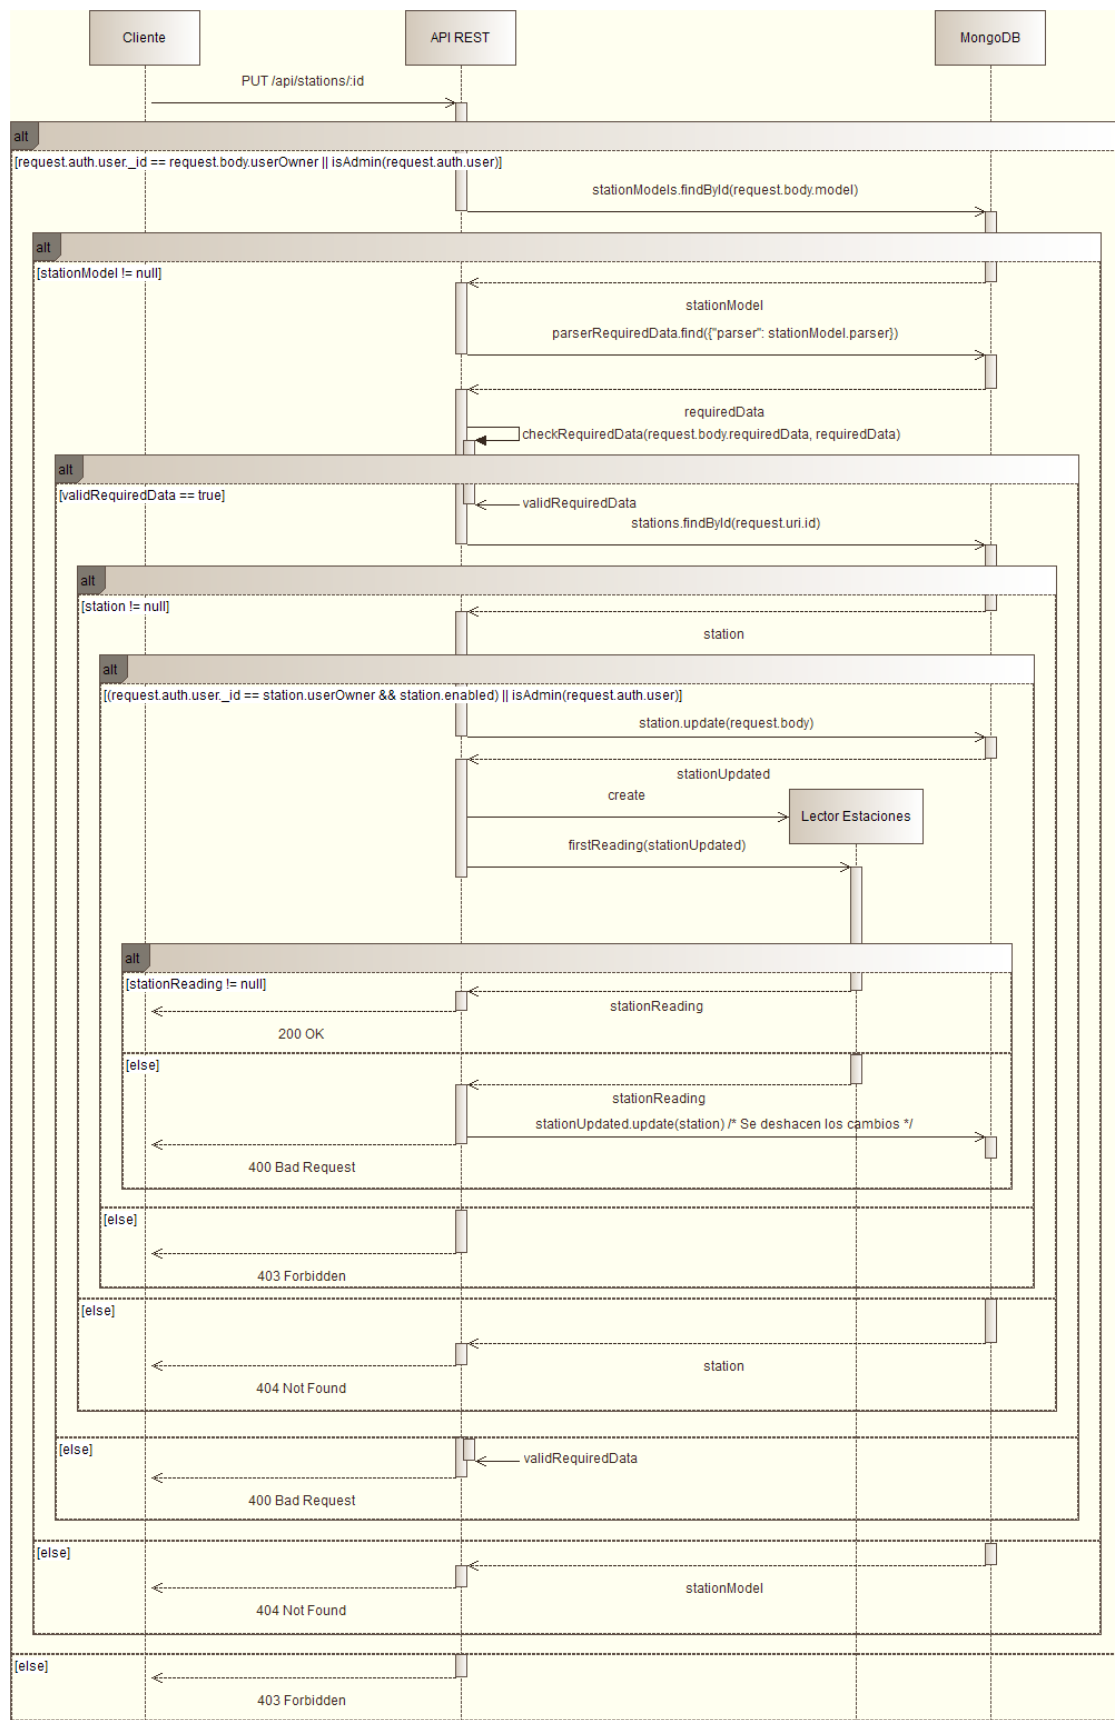 Cliente
API REST
MongoDB
PUT /api/stations/:id
alt
[request.auth.user._id == request.body.userOwner || isAdmin(request.auth.user)]
stationModels.findById(request.body.model)
alt
[stationModel != null]
stationModel
parserRequiredData.find({"parser": stationModel.parser})
requiredData
checkRequiredData(request.body.requiredData, requiredData)
alt
[validRequiredData == true]
validRequiredData
stations.findById(request.uri.id)
alt
[station != null]
station
alt
[(request.auth.user._id == station.userOwner && station.enabled) || isAdmin(request.auth.user)]
station.update(request.body)
stationUpdated
create
Lector Estaciones
firstReading(stationUpdated)
alt
[stationReading != null]
stationReading
200 OK
[else]
stationReading
stationUpdated.update(station) /* Se deshacen los cambios */
400 Bad Request
[else]
403 Forbidden
[else]
station
404 Not Found
[else]
validRequiredData
400 Bad Request
[else]
stationModel
404 Not Found
[else]
403 Forbidden